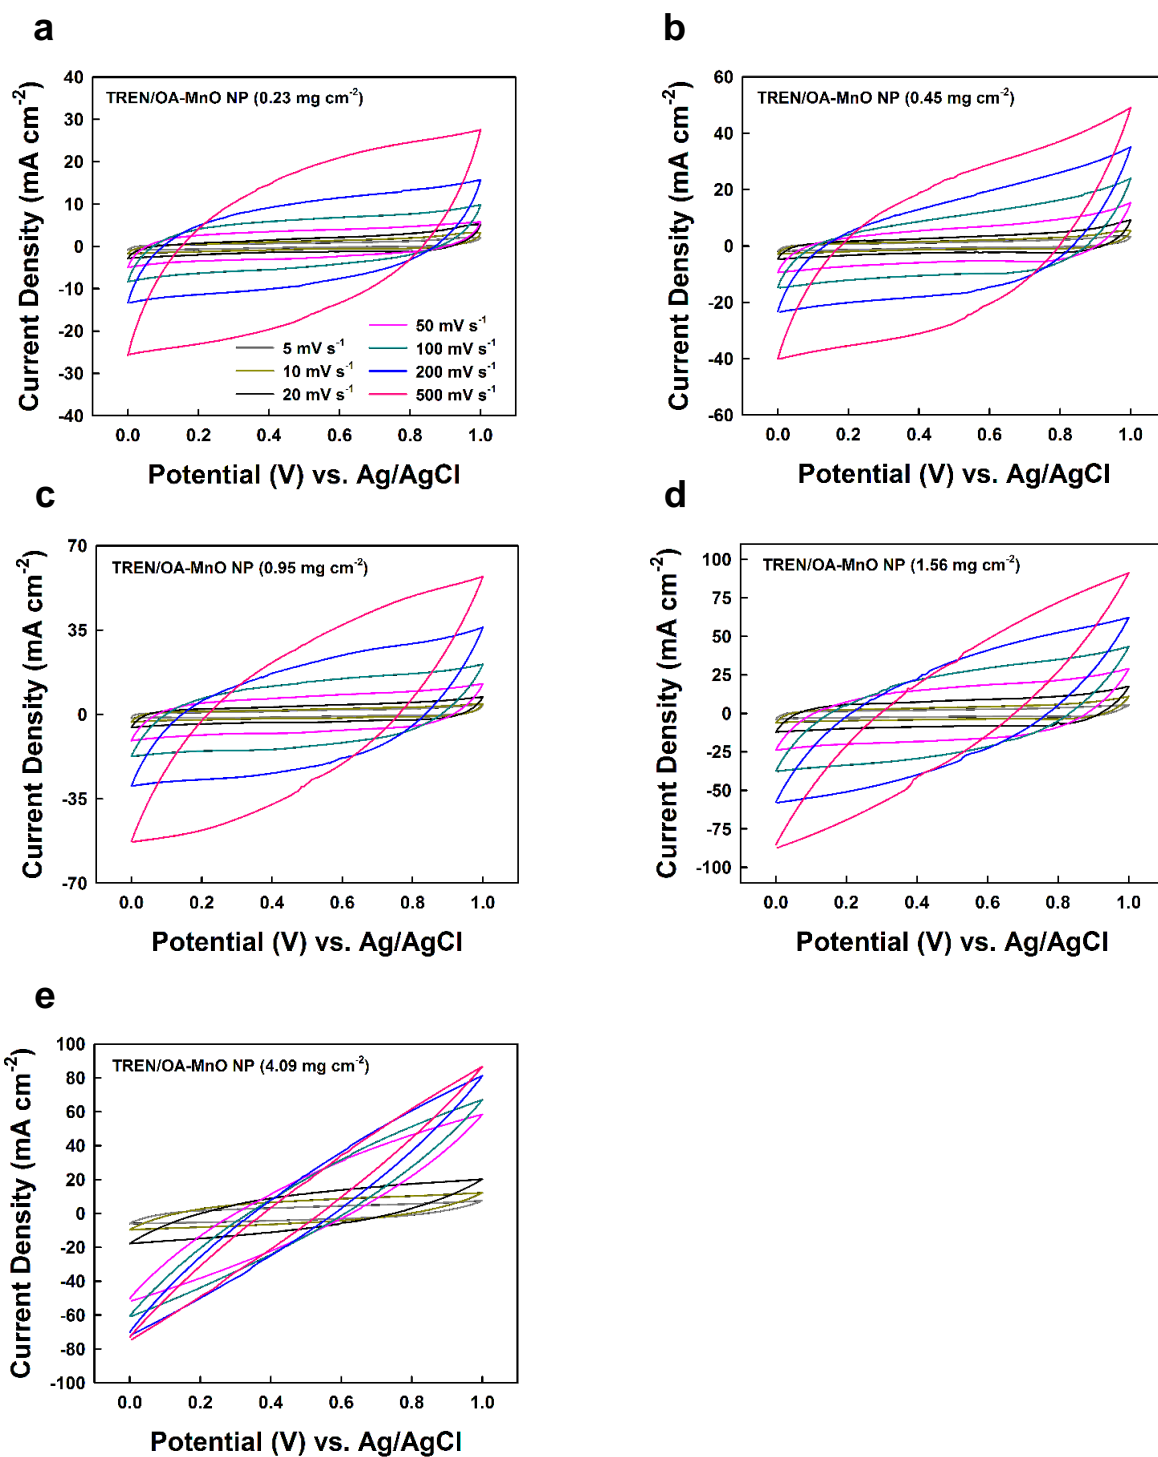 a
TREN/OA-MnO NP (0.23 mg cm-2)
Current Density (mA cm-2)
40
30
20
10
0
-10
-20
-30
-40
5 mV s-1
10 mV s-1
20 mV s-1
50 mV s-1
100 mV s-1
200 mV s-1
500 mV s-1
0.0 0.2 0.4 0.6 0.8 1.0
Potential (V) vs. Ag/AgCl
b
TREN/OA-MnO NP (0.45 mg cm-2)
Current Density (mA cm-2)
60
40
20
0
-20
-40
-60
0.0 0.2 0.4 0.6 0.8 1.0
Potential (V) vs. Ag/AgCl
c
TREN/OA-MnO NP (0.95 mg cm-2)
Current Density (mA cm-2)
70
35
0
-35
-70
0.0 0.2 0.4 0.6 0.8 1.0
Potential (V) vs. Ag/AgCl
d
TREN/OA-MnO NP (1.56 mg cm-2)
Current Density (mA cm-2)
100
75
50
25
0
-25
-50
-75
-100
0.0 0.2 0.4 0.6 0.8 1.0
Potential (V) vs. Ag/AgCl
e
TREN/OA-MnO NP (4.09 mg cm-2)
Current Density (mA cm-2)
100
80
60
40
20
0
-20
-40
-60
-80
-100
0.0 0.2 0.4 0.6 0.8 1.0
Potential (V) vs. Ag/AgCl